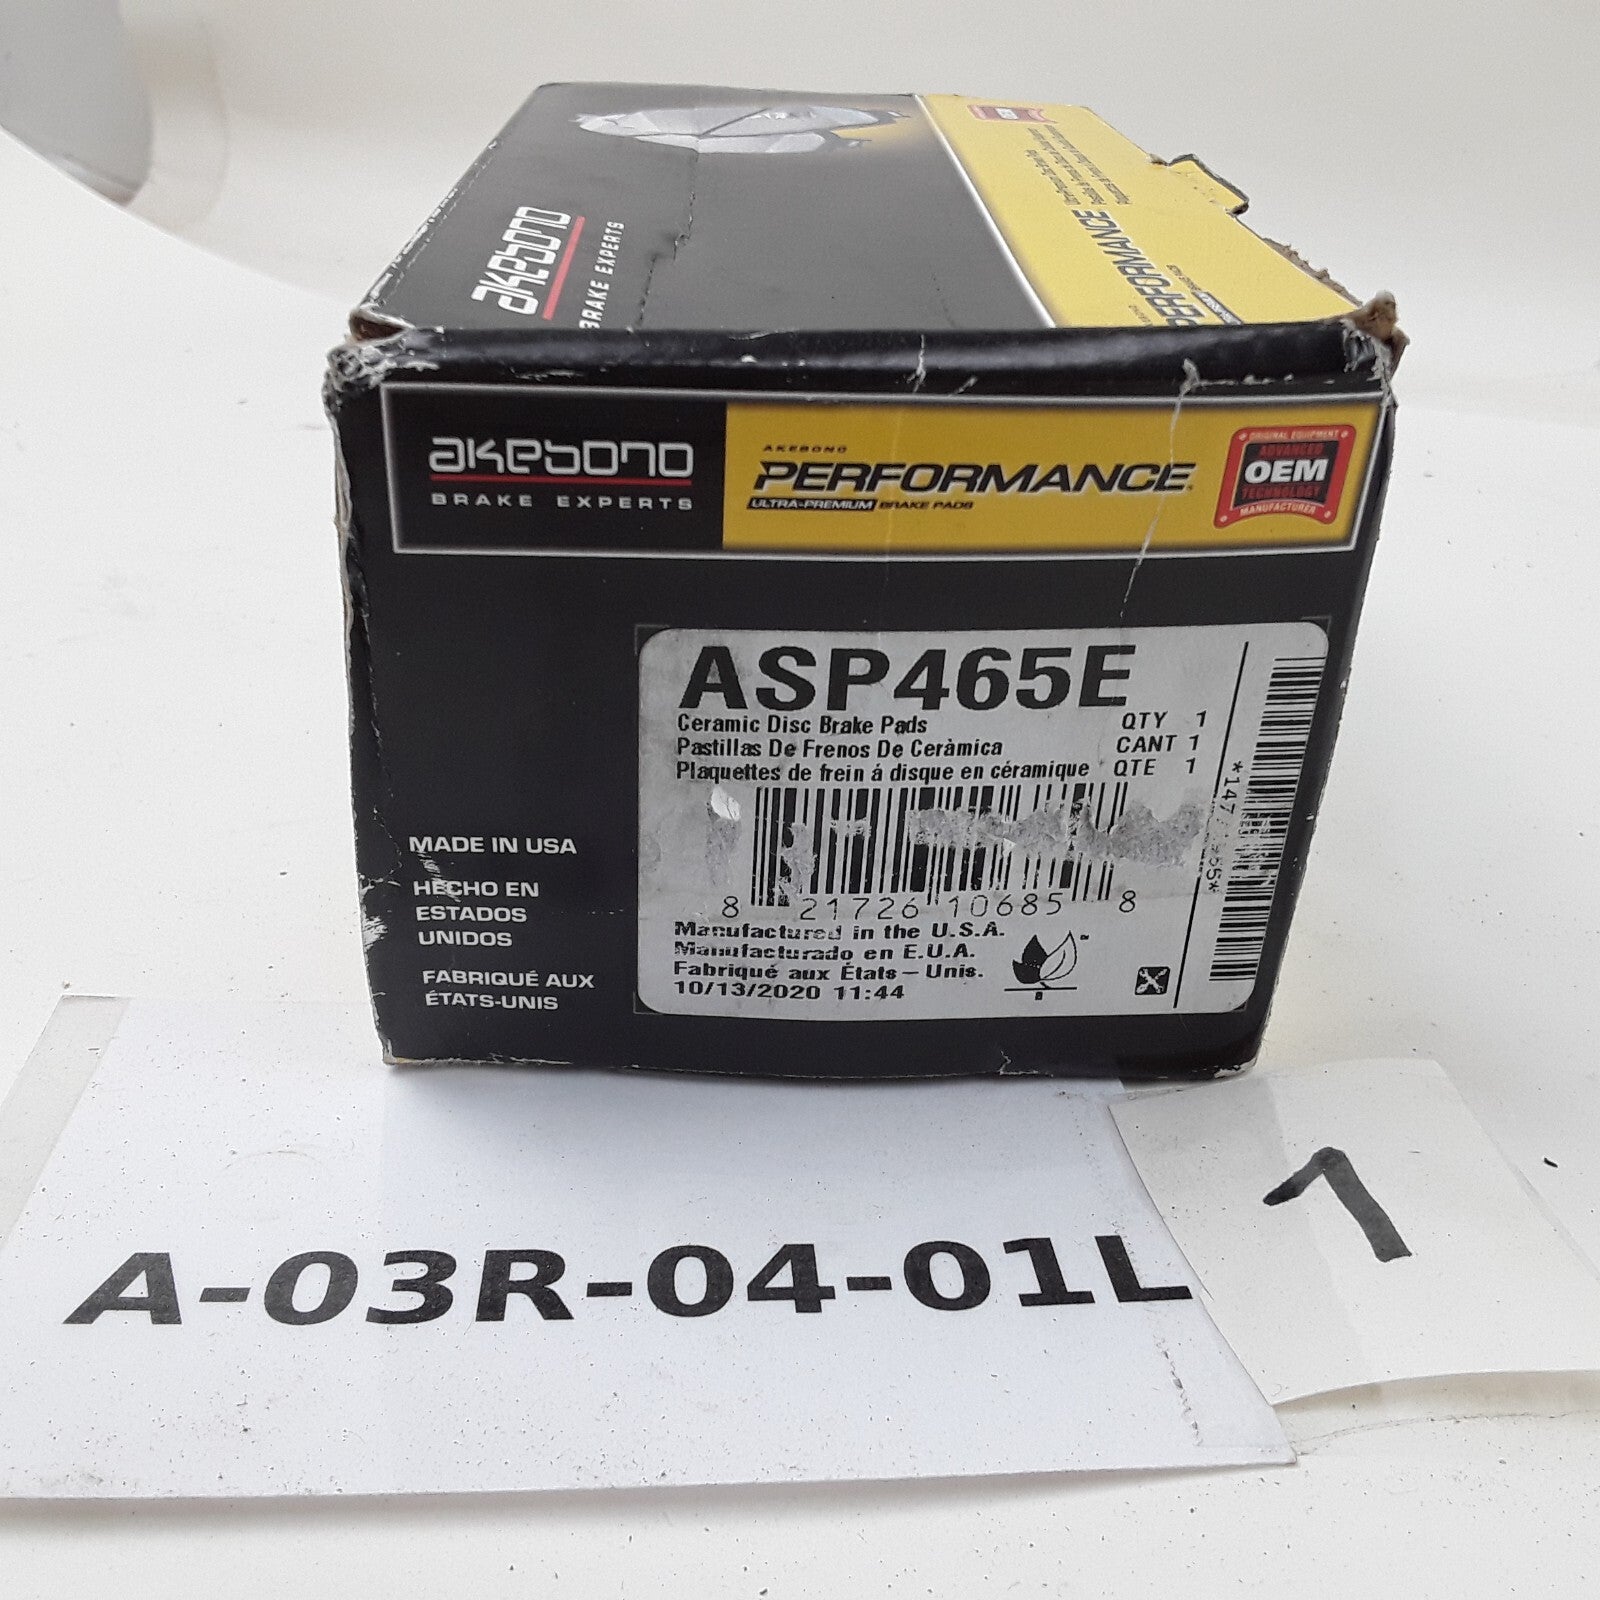 akebono
BRAKE EXPERTS
PERFORMANCE
akebono
BRAKE EXPERTS
AKEBONO
PERFORMANCE
ULTRA-PREMIUM BRAKE PADS
ORIGINAL EQUIPMENT
ADVANCED
OEM
TECHNOLOGY
MANUFACTURER
ASP465E
Ceramic Disc Brake Pads QTY 1
Pastillas De Frenos De Ceràmica CANT 1
Plaquettes de frein á disque en céramique QTE 1
8 21726 10685 8
Manufactured in the U.S.A.
Manufacturado en E.U.A.
Fabriqué aux États-Unis.
10/13/2020 11:44
B
MADE IN USA
HECHO EN
ESTADOS
UNIDOS
FABRIQUÉ AUX
ÉTATS-UNIS
A-03R-04-01L
1